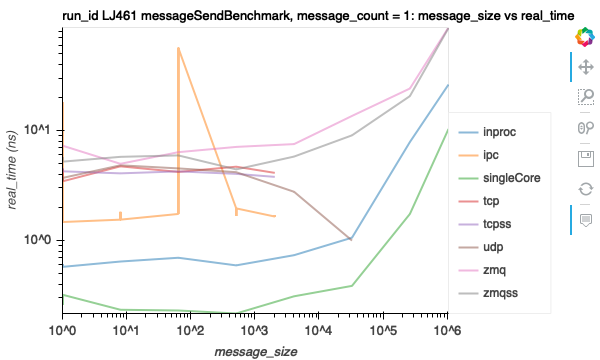 run_id LJ461 messageSendBenchmark, message_count = 1: message_size vs real_time
real_time (ns)
10^1
10^0
10^0 10^1 10^2 10^3 10^4 10^5 10^6
message_size
inproc
ipc
singleCore
tcp
tcpss
udp
zmq
zmqss